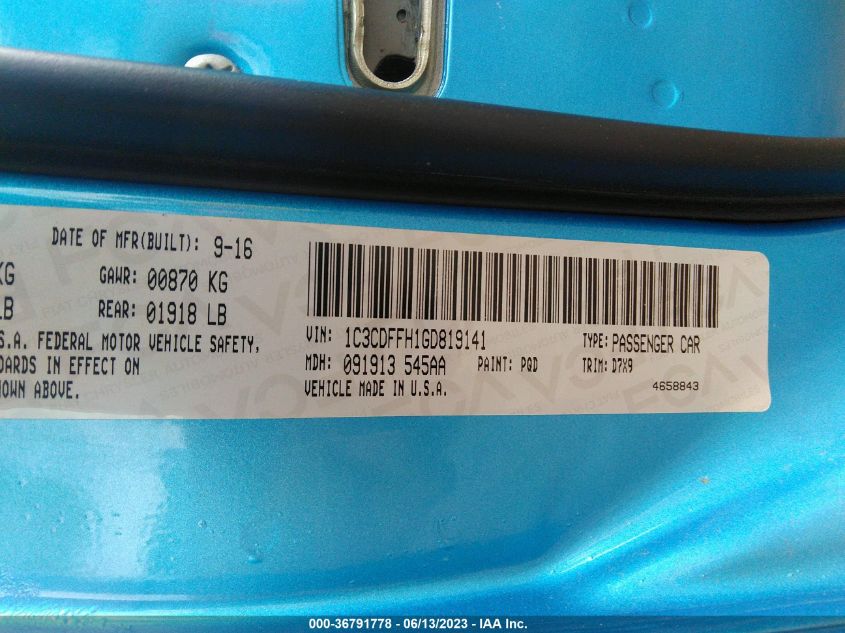 DATE OF MFR(BUILT): 9-16
KG GAWR: 00870 KG
LB REAR: 01918 LB
S.A. FEDERAL MOTOR VEHICLE SAFETY,
DARDS IN EFFECT ON
HOWN ABOVE.
VIN: 1C3CDFFH1GD819141 TYPE: PASSENGER CAR
MDH: 091913 545AA PAINT: PQD TRIM: D7X9
VEHICLE MADE IN U.S.A. 4658843
000-36791778 - 06/13/2023 - IAA Inc.